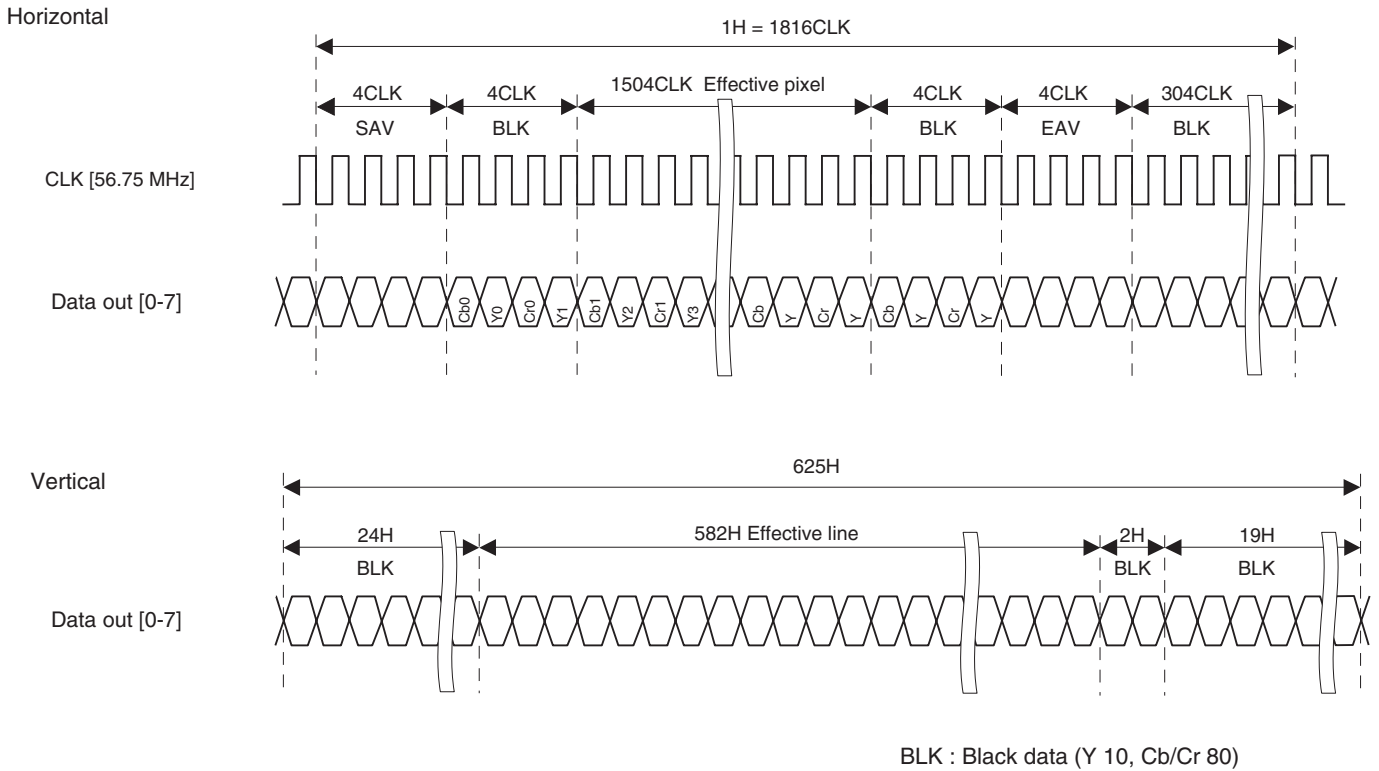 Horizontal
1H = 1816CLK
4CLK 4CLK 1504CLK Effective pixel 4CLK 4CLK 304CLK
SAV BLK BLK EAV BLK
CLK [56.75 MHz]
Data out [0-7]
Cb0 Y0 Cr0 Y1 Cb1 Y2 Cr1 Y3 Cb Y Cr Y Cb Y Cr Y
Vertical
625H
24H 582H Effective line 2H 19H
BLK BLK BLK
Data out [0-7]
BLK : Black data (Y 10, Cb/Cr 80)